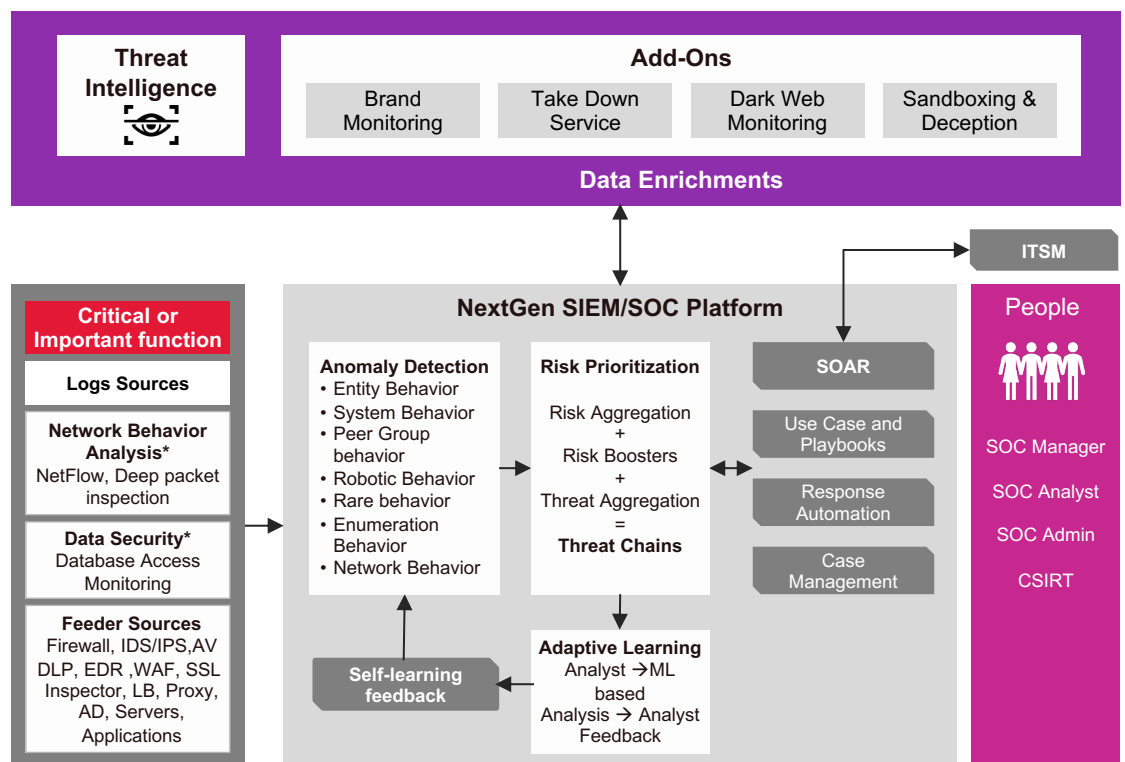 Threat
Intelligence
Add-Ons
Brand
Monitoring
Take Down
Service
Dark Web
Monitoring
Sandboxing &
Deception
Data Enrichments
ITSM
Critical or
Important function
Logs Sources
Network Behavior
Analysis*
NetFlow, Deep packet
inspection
Data Security*
Database Access
Monitoring
Feeder Sources
Firewall, IDS/IPS,AV
DLP, EDR ,WAF, SSL
Inspector, LB, Proxy,
AD, Servers,
Applications
NextGen SIEM/SOC Platform
Anomaly Detection
• Entity Behavior
• System Behavior
• Peer Group
behavior
• Robotic Behavior
• Rare behavior
• Enumeration
Behavior
• Network Behavior
Risk Prioritization
Risk Aggregation
+
Risk Boosters
+
Threat Aggregation
=
Threat Chains
SOAR
Use Case and
Playbooks
Response
Automation
Case
Management
Adaptive Learning
Analyst →ML
based
Analysis → Analyst
Feedback
Self-learning
feedback
People
SOC Manager
SOC Analyst
SOC Admin
CSIRT